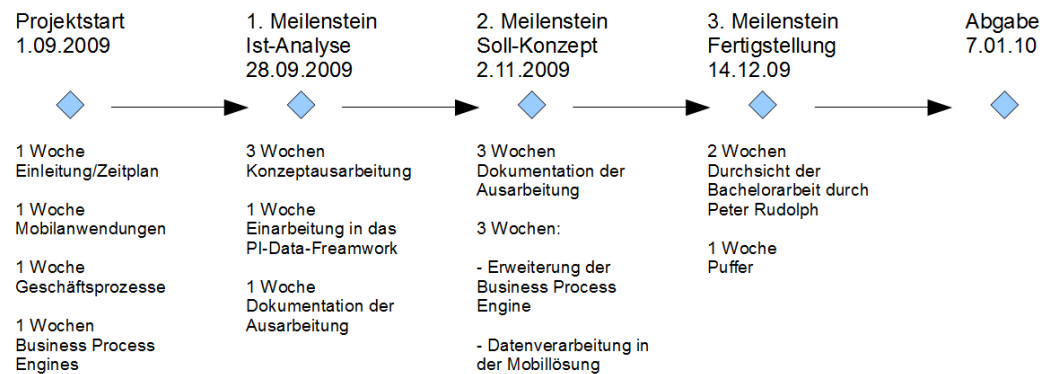 Projektstart
1.09.2009
1. Meilenstein
Ist-Analyse
28.09.2009
2. Meilenstein
Soll-Konzept
2.11.2009
3. Meilenstein
Fertigstellung
14.12.09
Abgabe
7.01.10
1 Woche
Einleitung/Zeitplan
1 Woche
Mobilanwendungen
1 Woche
Geschäftsprozesse
1 Wochen
Business Process
Engines
3 Wochen
Konzeptausarbeitung
1 Woche
Einarbeitung in das
PI-Data-Freamwork
1 Woche
Dokumentation der
Ausarbeitung
3 Wochen
Dokumentation der
Ausarbeitung
3 Wochen:
- Erweiterung der
Business Process
Engine
- Datenverarbeitung in
der Mobillösung
2 Wochen
Durchsicht der
Bachelorarbeit durch
Peter Rudolph
1 Woche
Puffer